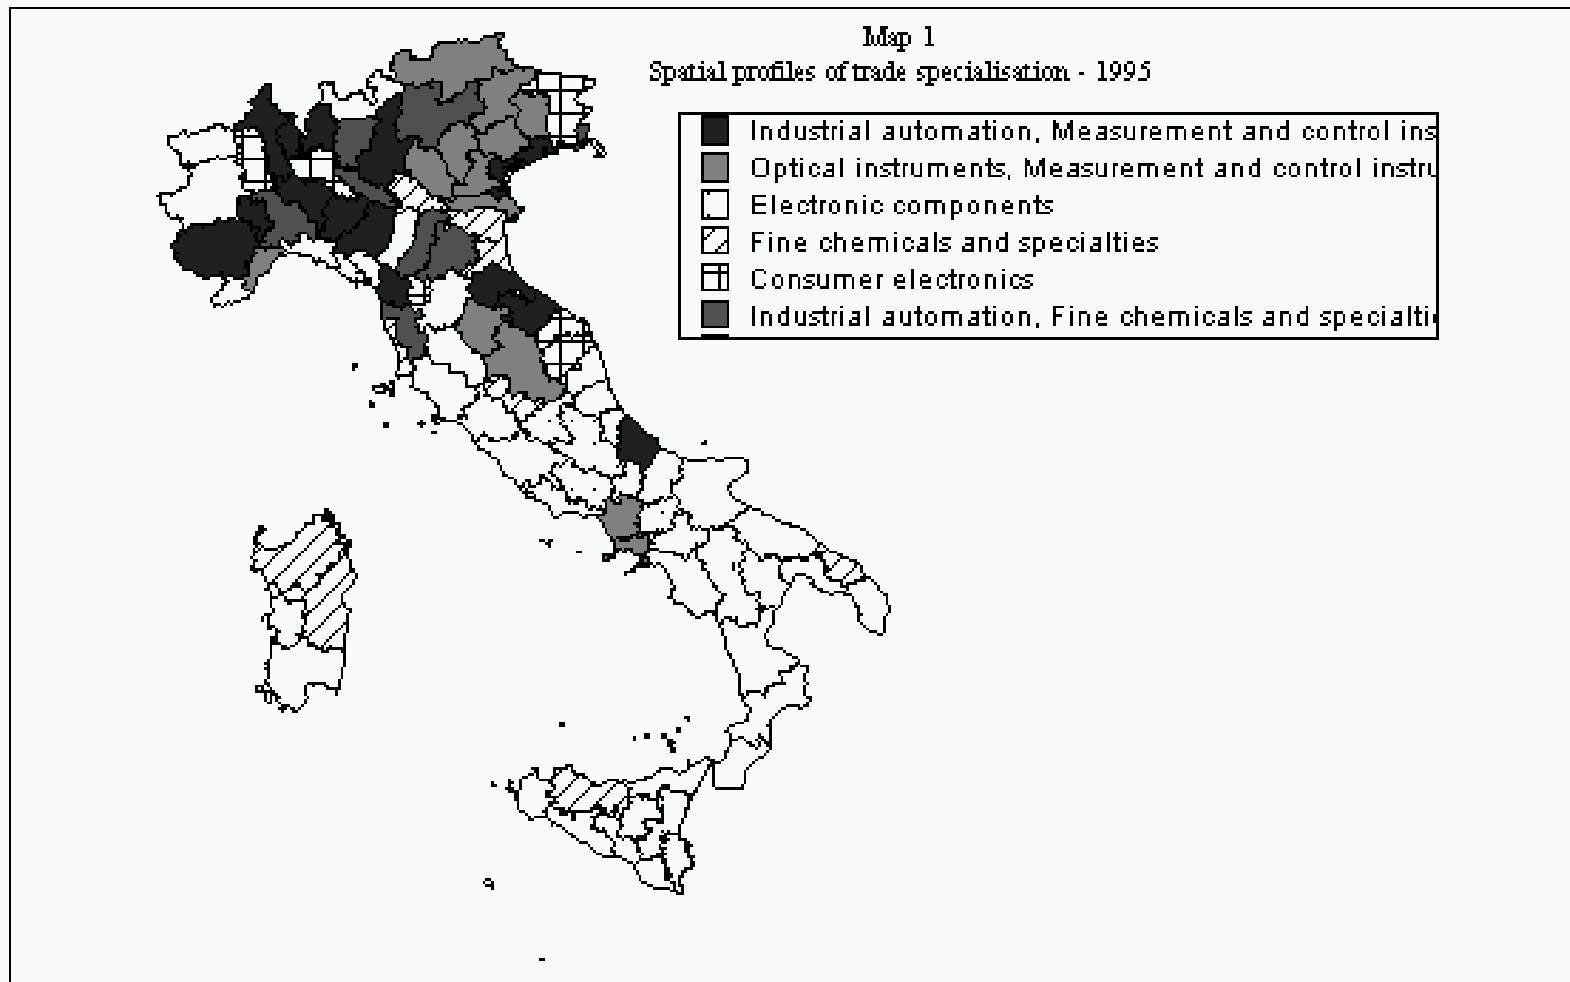 Map 1
Spatial profiles of trade specialisation - 1995
Industrial automation, Measurement and control ins
Optical instruments, Measurement and control instru
Electronic components
Fine chemicals and specialties
Consumer electronics
Industrial automation, Fine chemicals and specialti